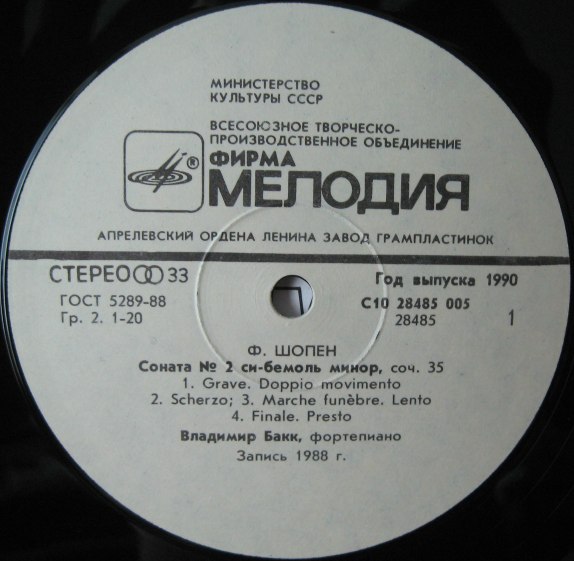 МИНИСТЕРСТВО
КУЛЬТУРЫ СССР
ВСЕСОЮЗНОЕ ТВОРЧЕСКО-
ПРОИЗВОДСТВЕННОЕ ОБЪЕДИНЕНИЕ
® ФИРМА
МЕЛОДИЯ
АПРЕЛЕВСКИЙ ОРДЕНА ЛЕНИНА ЗАВОД ГРАМПЛАСТИНОК
СТЕРЕО 33 Год выпуска 1990
ГОСТ 5289-88 С10 28485 005
Гр. 2. 1-20 28485 1
Ф. ШОПЕН
Соната № 2 си-бемоль минор, соч. 35
1. Grave. Doppio movimento
2. Scherzo; 3. Marche funèbre. Lento
4. Finale. Presto
Владимир Бакк, фортепиано
Запись 1988 г.